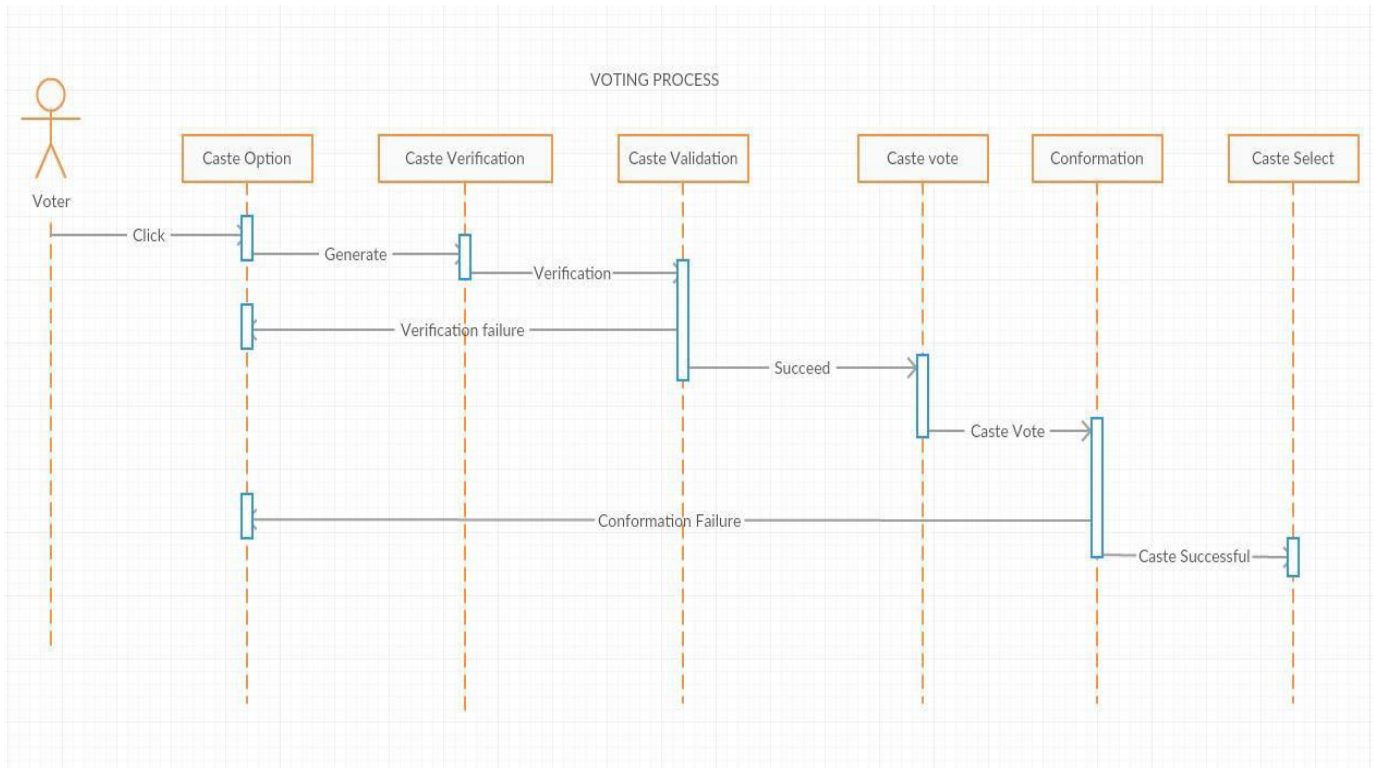 VOTING PROCESS
Voter
Caste Option
Caste Verification
Caste Validation
Caste vote
Conformation
Caste Select
Click
Generate
Verification
Verification failure
Succeed
Caste Vote
Conformation Failure
Caste Successful